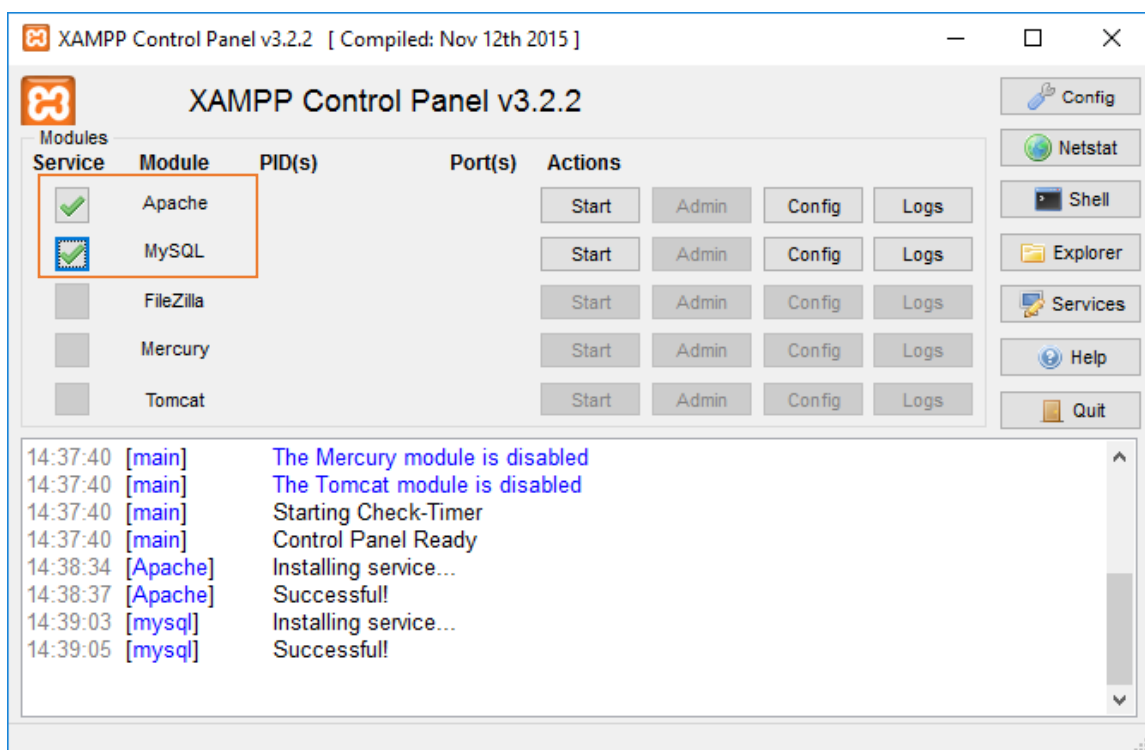 XAMPP Control Panel v3.2.2 [ Compiled: Nov 12th 2015 ]
XAMPP Control Panel v3.2.2
Config
Modules
Service Module PID(s) Port(s) Actions
Netstat
Apache Start Admin Config Logs
Shell
MySQL Start Admin Config Logs
Explorer
FileZilla Start Admin Config Logs
Services
Mercury Start Admin Config Logs
Help
Tomcat Start Admin Config Logs
Quit
14:37:40 [main] The Mercury module is disabled
14:37:40 [main] The Tomcat module is disabled
14:37:40 [main] Starting Check-Timer
14:37:40 [main] Control Panel Ready
14:38:34 [Apache] Installing service...
14:38:37 [Apache] Successful!
14:39:03 [mysql] Installing service...
14:39:05 [mysql] Successful!